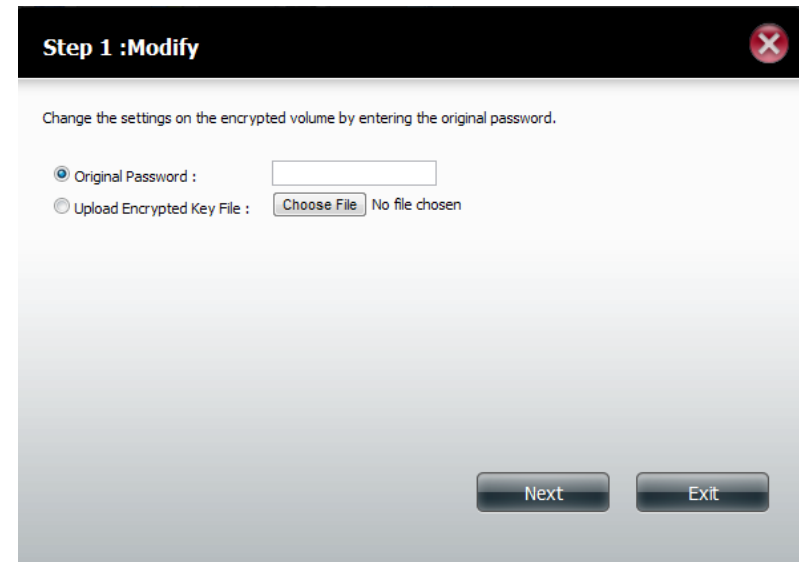 Step 1 :Modify
Change the settings on the encrypted volume by entering the original password.
Original Password :
Upload Encrypted Key File : Choose File No file chosen
Next Exit